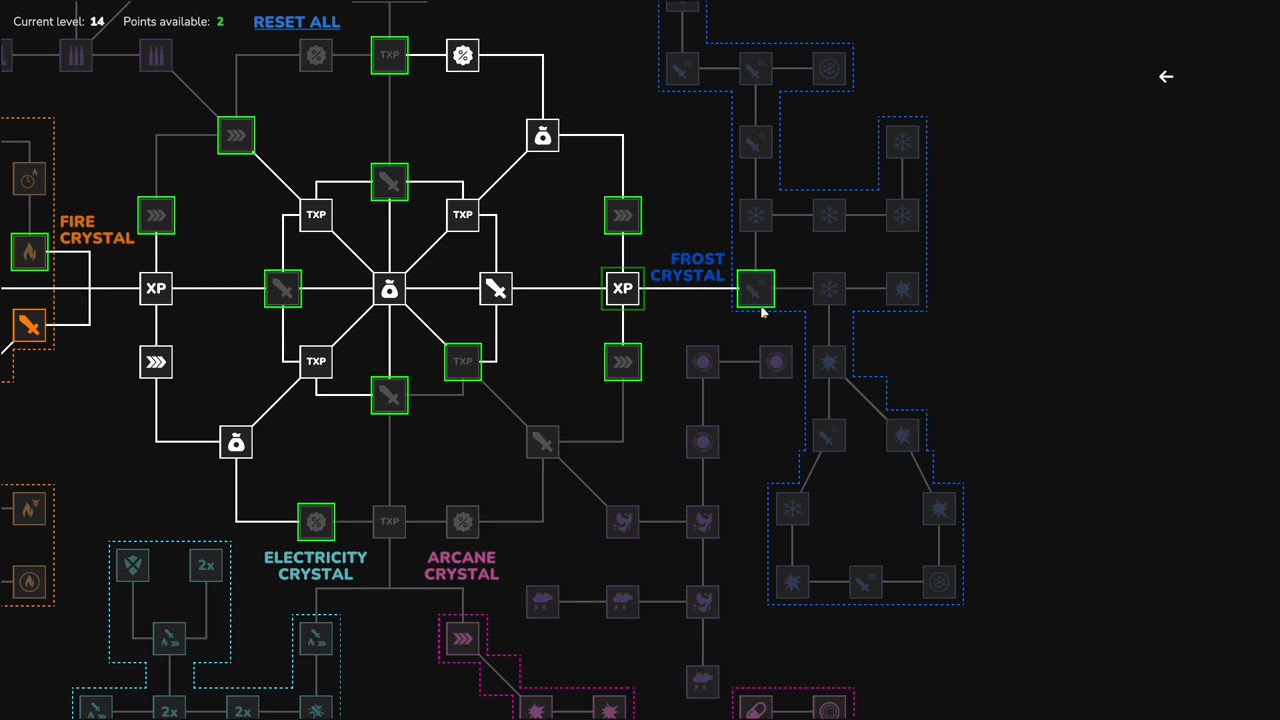 Current level: 14 Points available: 2
RESET ALL
TXP
TXP
TXP
FIRE
CRYSTAL
FROST
CRYSTAL
XP
XP
TXP
TXP
TXP
ELECTRICITY
CRYSTAL
ARCANE
CRYSTAL
2x
2x
2x